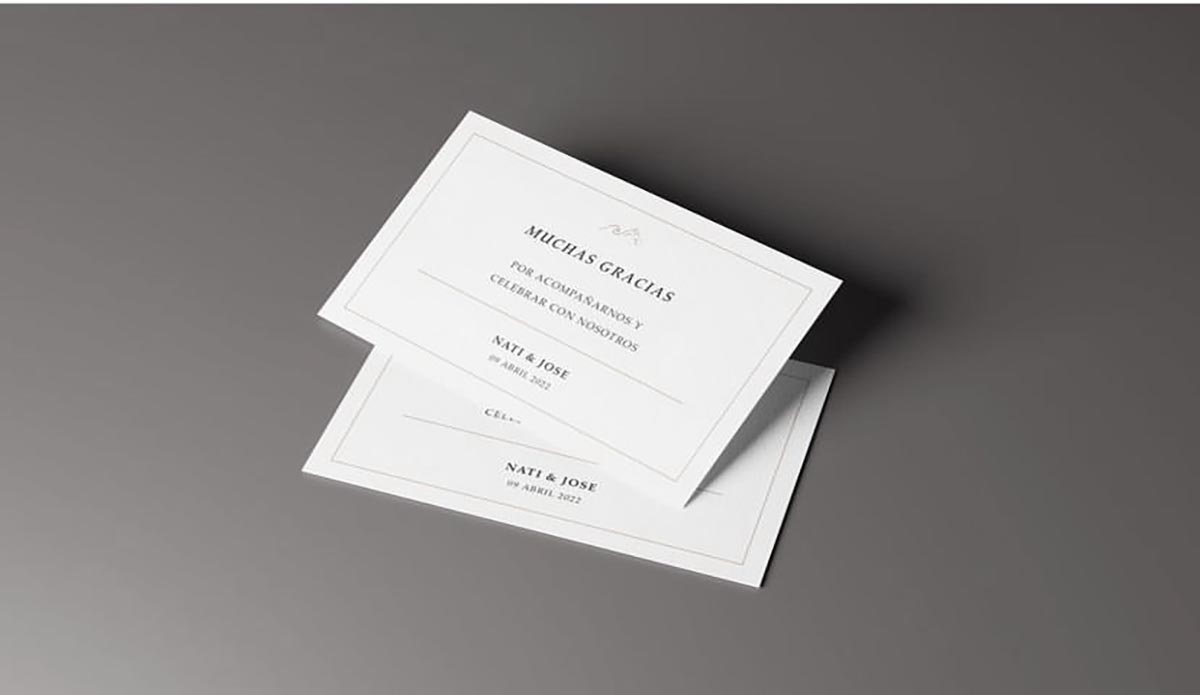 MUCHAS GRACIAS
POR ACOMPAÑARNOS Y
CELEBRAR CON NOSOTROS
NATI & JOSE
09 ABRIL 2022
NATI & JOSE
09 ABRIL 2022